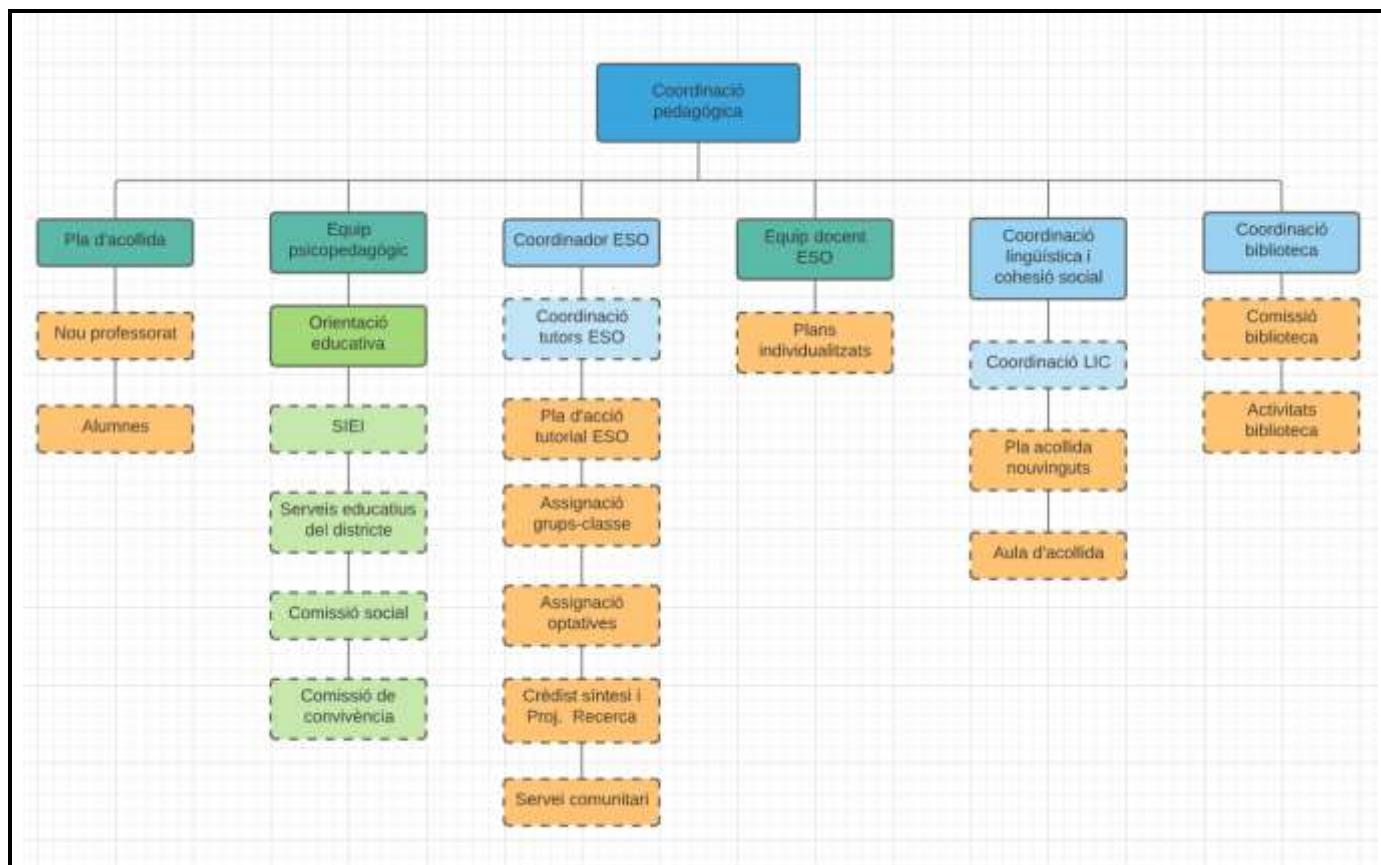 Coordinació
pedagógica
Pla d'acollida
Nou professorat
Alumnes
Equip
psicopedagògic
Orientació
educativa
SIEI
Serveis educatius
del districte
Comissió social
Comissió de
convivència
Coordinador ESO
Coordinació
tutors ESO
Pla d'acció
tutorial ESO
Assignació
grups-classe
Assignació
optatives
Crèdist síntesi i
Proj. Recerca
Servei comunitari
Equip docent
ESO
Plans
individualitzats
Coordinació
lingüística i
cohesió social
Coordinació LIC
Pla acollida
nouvinguts
Aula d'acollida
Coordinació
biblioteca
Comissió
biblioteca
Activitats
biblioteca